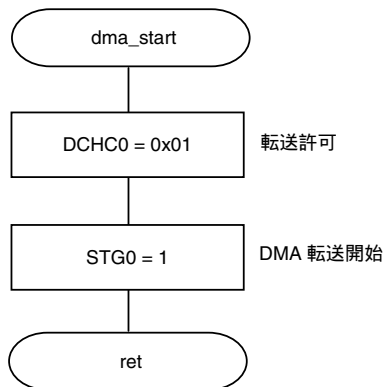 dma_start
DCHC0 = 0x01
転送許可
STG0 = 1
DMA 転送開始
ret